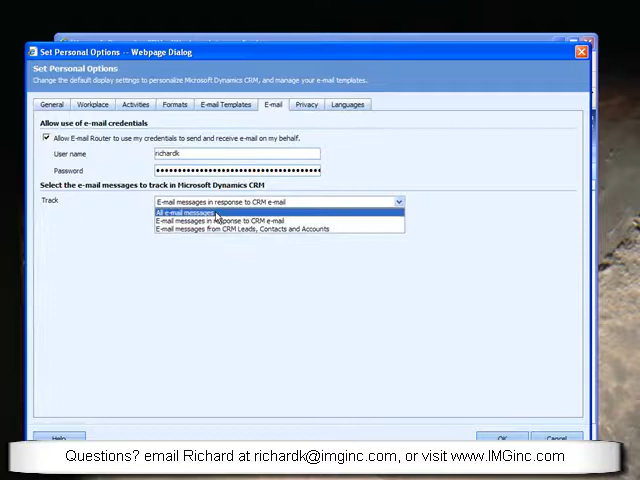 Set Personal Options -- Webpage Dialog
Set Personal Options
Change the default display settings to personalize Microsoft Dynamics CRM, and manage your e-mail templates.
General Workplace Activities Formats E-mail Templates E-mail Privacy Languages
Allow use of e-mail credentials
Allow E-mail Router to use my credentials to send and receive e-mail on my behalf.
User name richardk
Password
Select the e-mail messages to track in Microsoft Dynamics CRM
Track E-mail messages in response to CRM e-mail
All e-mail messages
E-mail messages in response to CRM e-mail
E-mail messages from CRM Leads, Contacts and Accounts
Help OK Cancel
Questions? email Richard at richardk@imginc.com, or visit www.IMGinc.com